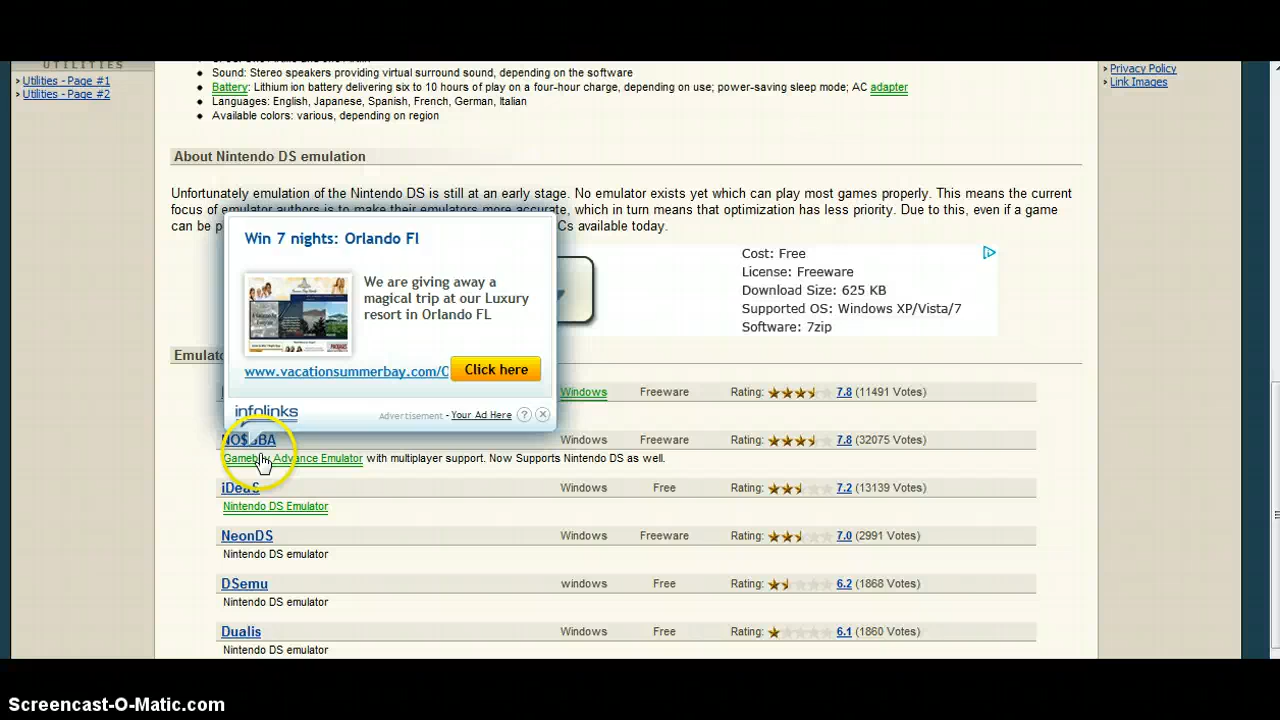 UTILITIES
› Utilities - Page #1
› Utilities - Page #2
› Privacy Policy
› Link Images
Sound: Stereo speakers providing virtual surround sound, depending on the software
Battery: Lithium ion battery delivering six to 10 hours of play on a four-hour charge, depending on use; power-saving sleep mode; AC adapter
Languages: English, Japanese, Spanish, French, German, Italian
Available colors: various, depending on region
About Nintendo DS emulation
Unfortunately emulation of the Nintendo DS is still at an early stage. No emulator exists yet which can play most games properly. This means the current
focus of emulator authors is to make their emulators more accurate, which in turn means that optimization has less priority. Due to this, even if a game
can be Cs available today.
Win 7 nights: Orlando Fl
We are giving away a
magical trip at our Luxury
resort in Orlando FL
www.vacationsummerbay.com/O
Click here
infolinks
Advertisement - Your Ad Here
Cost: Free
License: Freeware
Download Size: 625 KB
Supported OS: Windows XP/Vista/7
Software: 7zip
Windows Freeware Rating: 7.8 (11491 Votes)
NO$GBA Windows Freeware Rating: 7.8 (32075 Votes)
Gameboy Advance Emulator with multiplayer support. Now Supports Nintendo DS as well.
iDeaS Windows Free Rating: 7.2 (13139 Votes)
Nintendo DS Emulator
NeonDS Windows Freeware Rating: 7.0 (2991 Votes)
Nintendo DS emulator
DSemu windows Free Rating: 6.2 (1868 Votes)
Nintendo DS emulator
Dualis Windows Free Rating: 6.1 (1860 Votes)
Nintendo DS emulator
Screencast-O-Matic.com